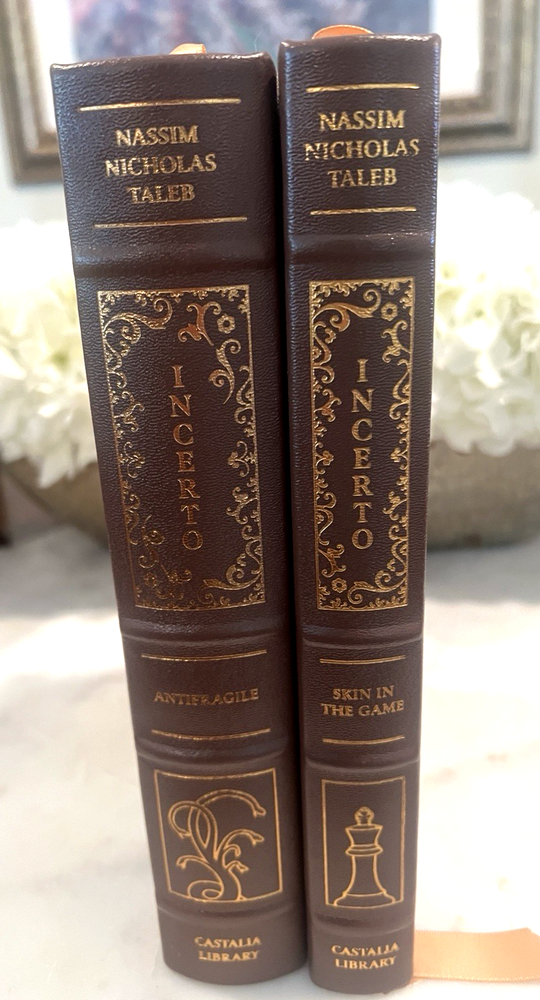 NASSIM
NICHOLAS
TALEB
INCERTO
ANTIFRAGILE
CASTALIA
LIBRARY
NASSIM
NICHOLAS
TALEB
INCERTO
SKIN IN
THE GAME
CASTALIA
LIBRARY